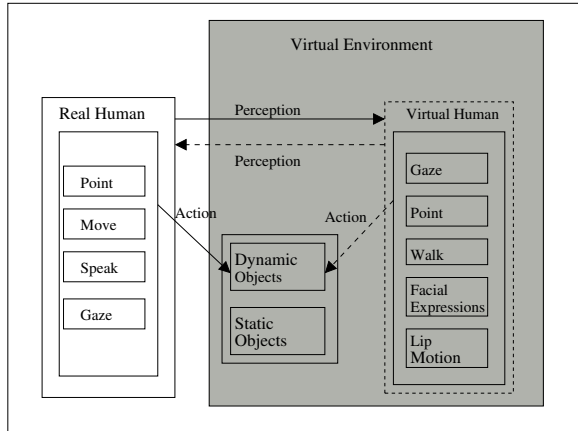 Virtual Environment
Real Human
Point
Move
Speak
Gaze
Perception
Perception
Action
Action
Dynamic
Objects
Static
Objects
Virtual Human
Gaze
Point
Walk
Facial
Expressions
Lip
Motion